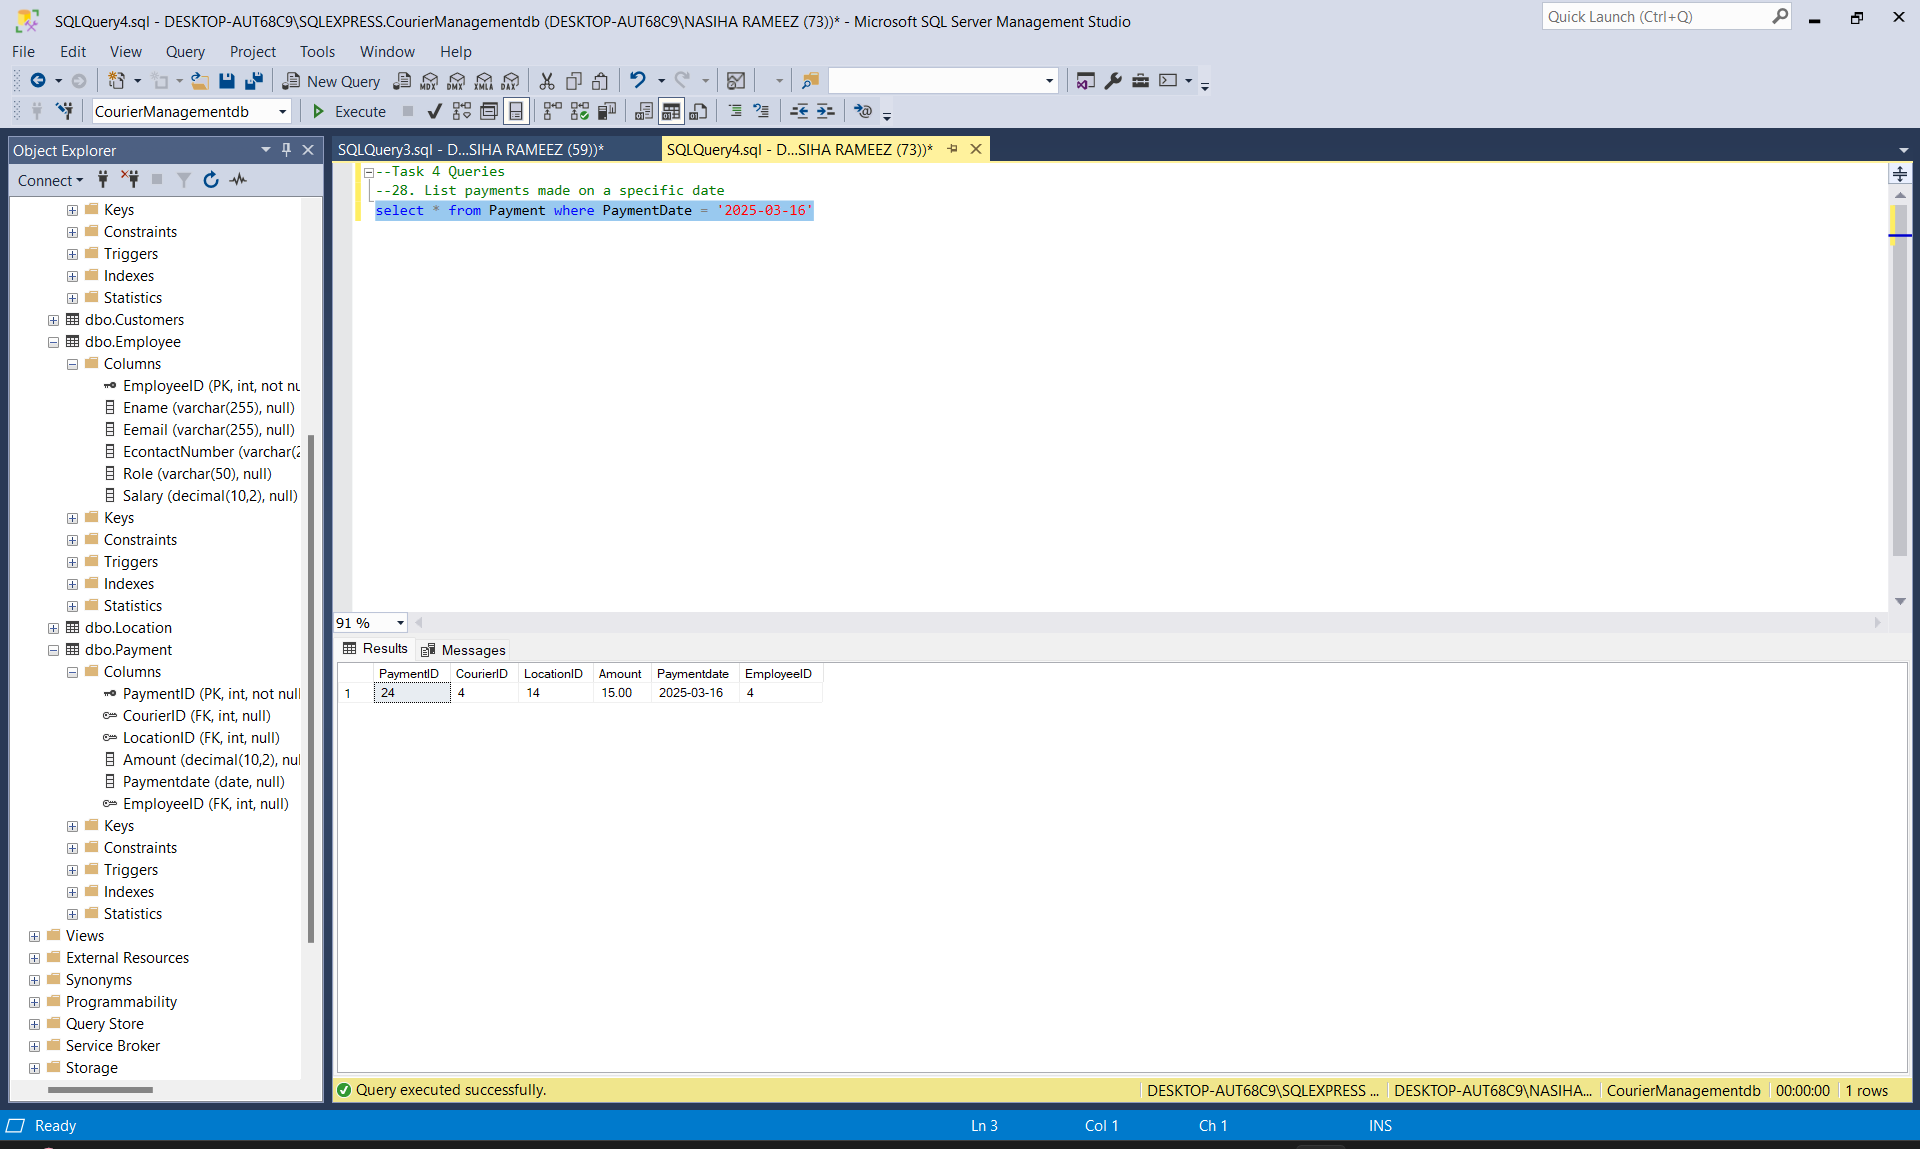 SQLQuery4.sql - DESKTOP-AUT68C9\SQLEXPRESS.CourierManagementdb (DESKTOP-AUT68C9\NASIHA RAMEEZ (73))* - Microsoft SQL Server Management Studio
Quick Launch (Ctrl+Q)
File Edit View Query Project Tools Window Help
New Query MDX DMX XMLA DAX
CourierManagementdb Execute
Object Explorer
SQLQuery3.sql - D...SIHA RAMEEZ (59))*
SQLQuery4.sql - D...SIHA RAMEEZ (73))*
Connect
Keys
Constraints
Triggers
Indexes
Statistics
dbo.Customers
dbo.Employee
Columns
EmployeeID (PK, int, not nu
Ename (varchar(255), null)
Eemail (varchar(255), null)
EcontactNumber (varchar(2
Role (varchar(50), null)
Salary (decimal(10,2), null)
Keys
Constraints
Triggers
Indexes
Statistics
dbo.Location
dbo.Payment
Columns
PaymentID (PK, int, not null
CourierID (FK, int, null)
LocationID (FK, int, null)
Amount (decimal(10,2), nul
Paymentdate (date, null)
EmployeeID (FK, int, null)
Keys
Constraints
Triggers
Indexes
Statistics
Views
External Resources
Synonyms
Programmability
Query Store
Service Broker
Storage
--Task 4 Queries
--28. List payments made on a specific date
select * from Payment where PaymentDate = '2025-03-16'
91 %
Results Messages
PaymentID CourierID LocationID Amount Paymentdate EmployeeID
1 24 4 14 15.00 2025-03-16 4
Query executed successfully.
DESKTOP-AUT68C9\SQLEXPRESS ... DESKTOP-AUT68C9\NASIHA... CourierManagementdb 00:00:00 1 rows
Ready Ln 3 Col 1 Ch 1 INS